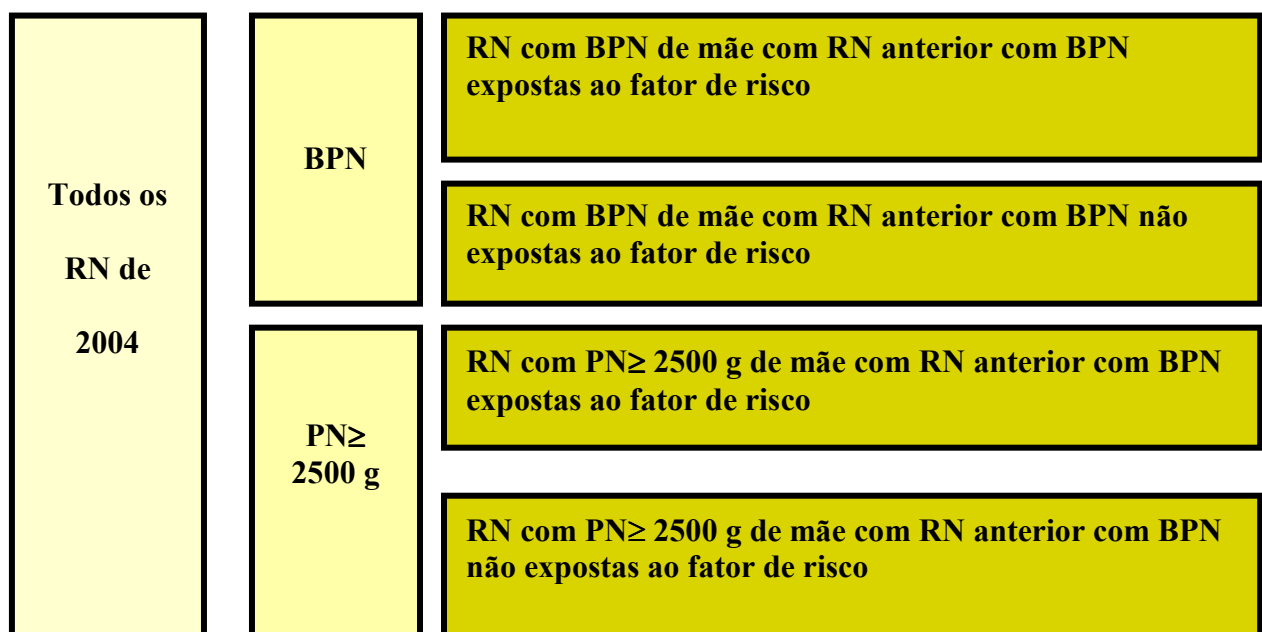 Todos os
RN de
2004
BPN
RN com BPN de mãe com RN anterior com BPN
expostas ao fator de risco
RN com BPN de mãe com RN anterior com BPN não
expostas ao fator de risco
PN≥
2500 g
RN com PN≥ 2500 g de mãe com RN anterior com BPN
expostas ao fator de risco
RN com PN≥ 2500 g de mãe com RN anterior com BPN
não expostas ao fator de risco